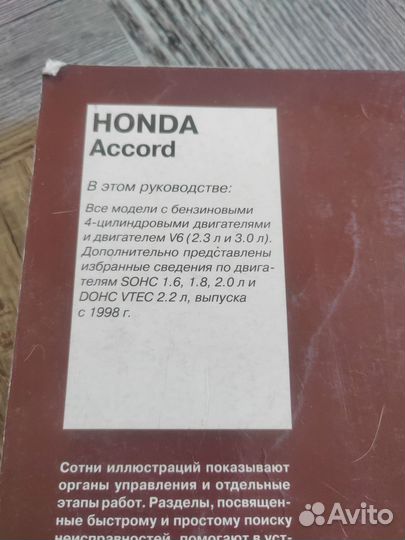 HONDA
Accord
В этом руководстве:
Все модели с бензиновыми
4-цилиндровыми двигателями
и двигателем V6 (2.3 л и 3.0 л).
Дополнительно представлены
избранные сведения по двига-
телям SOHC 1.6, 1.8, 2.0 л и
DOHC VTEC 2.2 л, выпуска
с 1998 г.
Сотни иллюстраций показывают
органы управления и отдельные
этапы работ. Разделы, посвящен-
ные быстрому и простому поиску
неисправностей, помогают в уст-
Avito